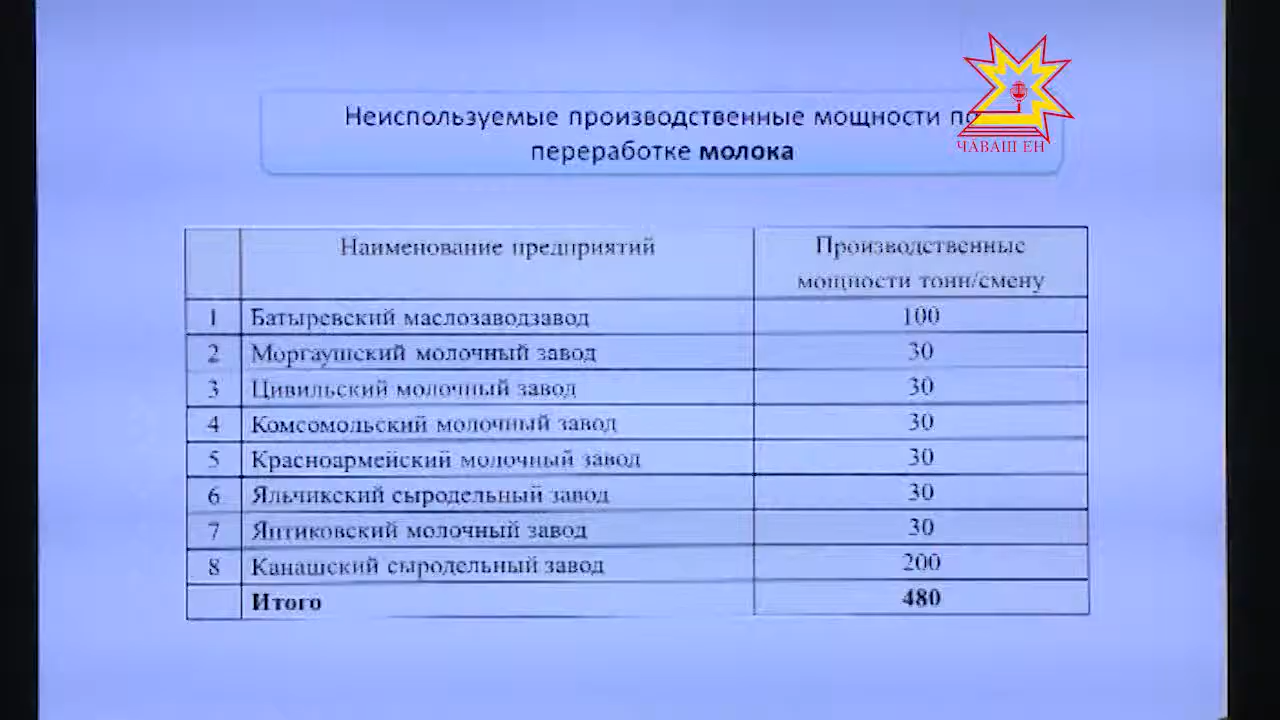 Неиспользуемые производственные мощности по
переработке молока
ЧӐВАШ ЕН
Наименование предприятий
Производственные
мощности тонн/смену
1 Батыревский маслозаводзавод 100
2 Моргаушский молочный завод 30
3 Цивильский молочный завод 30
4 Комсомольский молочный завод 30
5 Красноармейский молочный завод 30
6 Яльчикский сыродельный завод 30
7 Янтиковский молочный завод 30
8 Канашский сыродельный завод 200
Итого 480